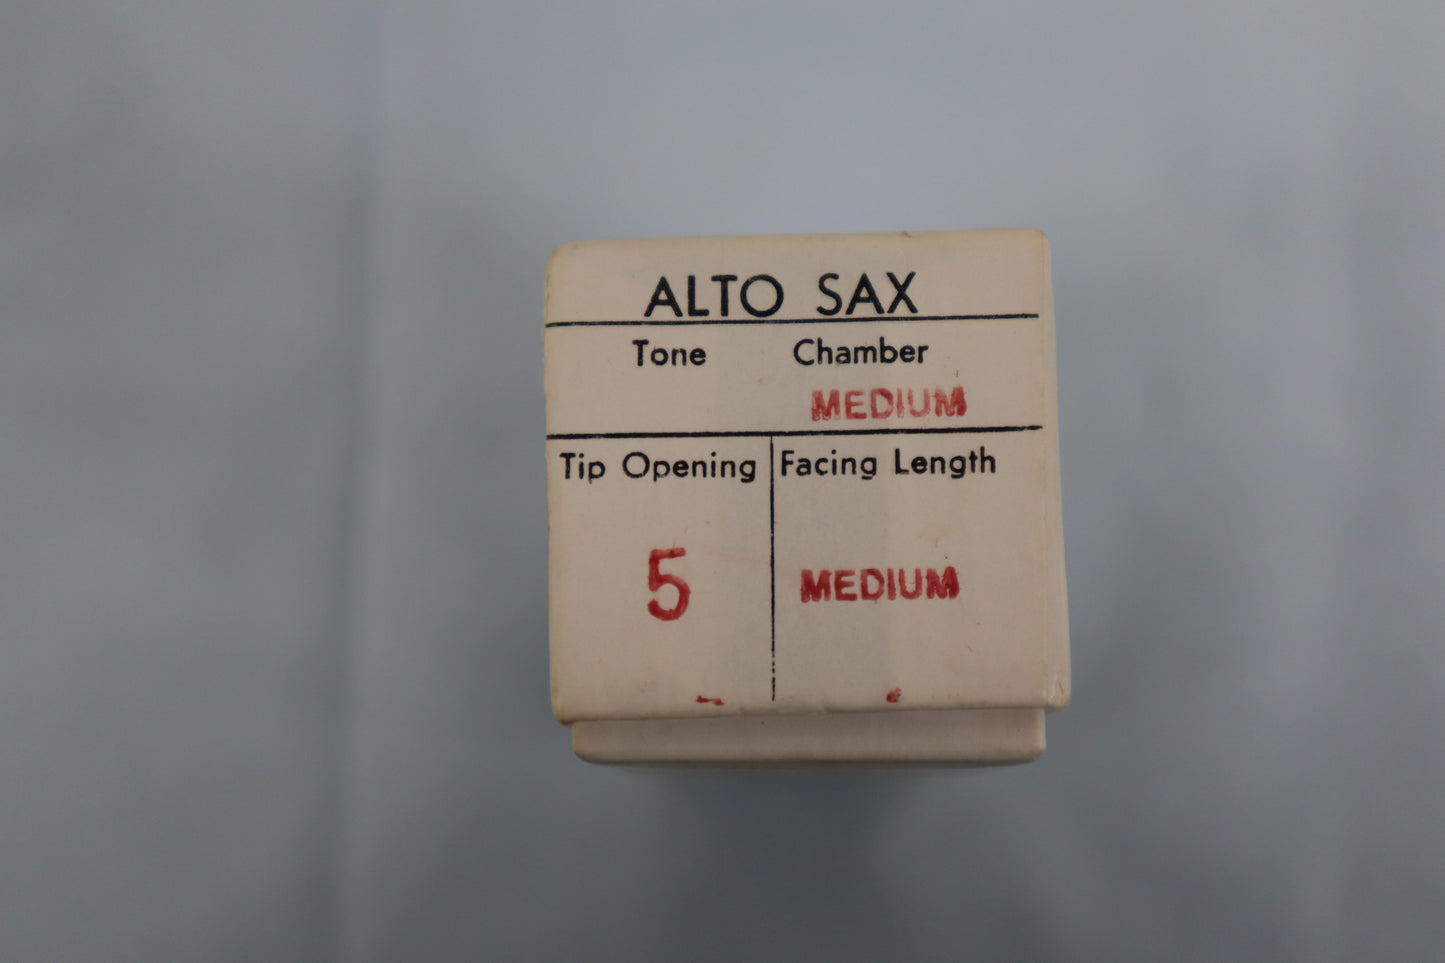 ALTO SAX
Tone Chamber
MEDIUM
Tip Opening Facing Length
5 MEDIUM